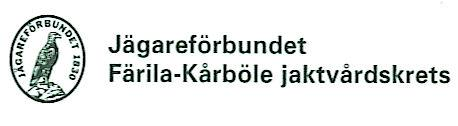 JÄGAREFÖRBUNDET 1830
Jägareförbundet
Färila-Kårböle jaktvårdskrets